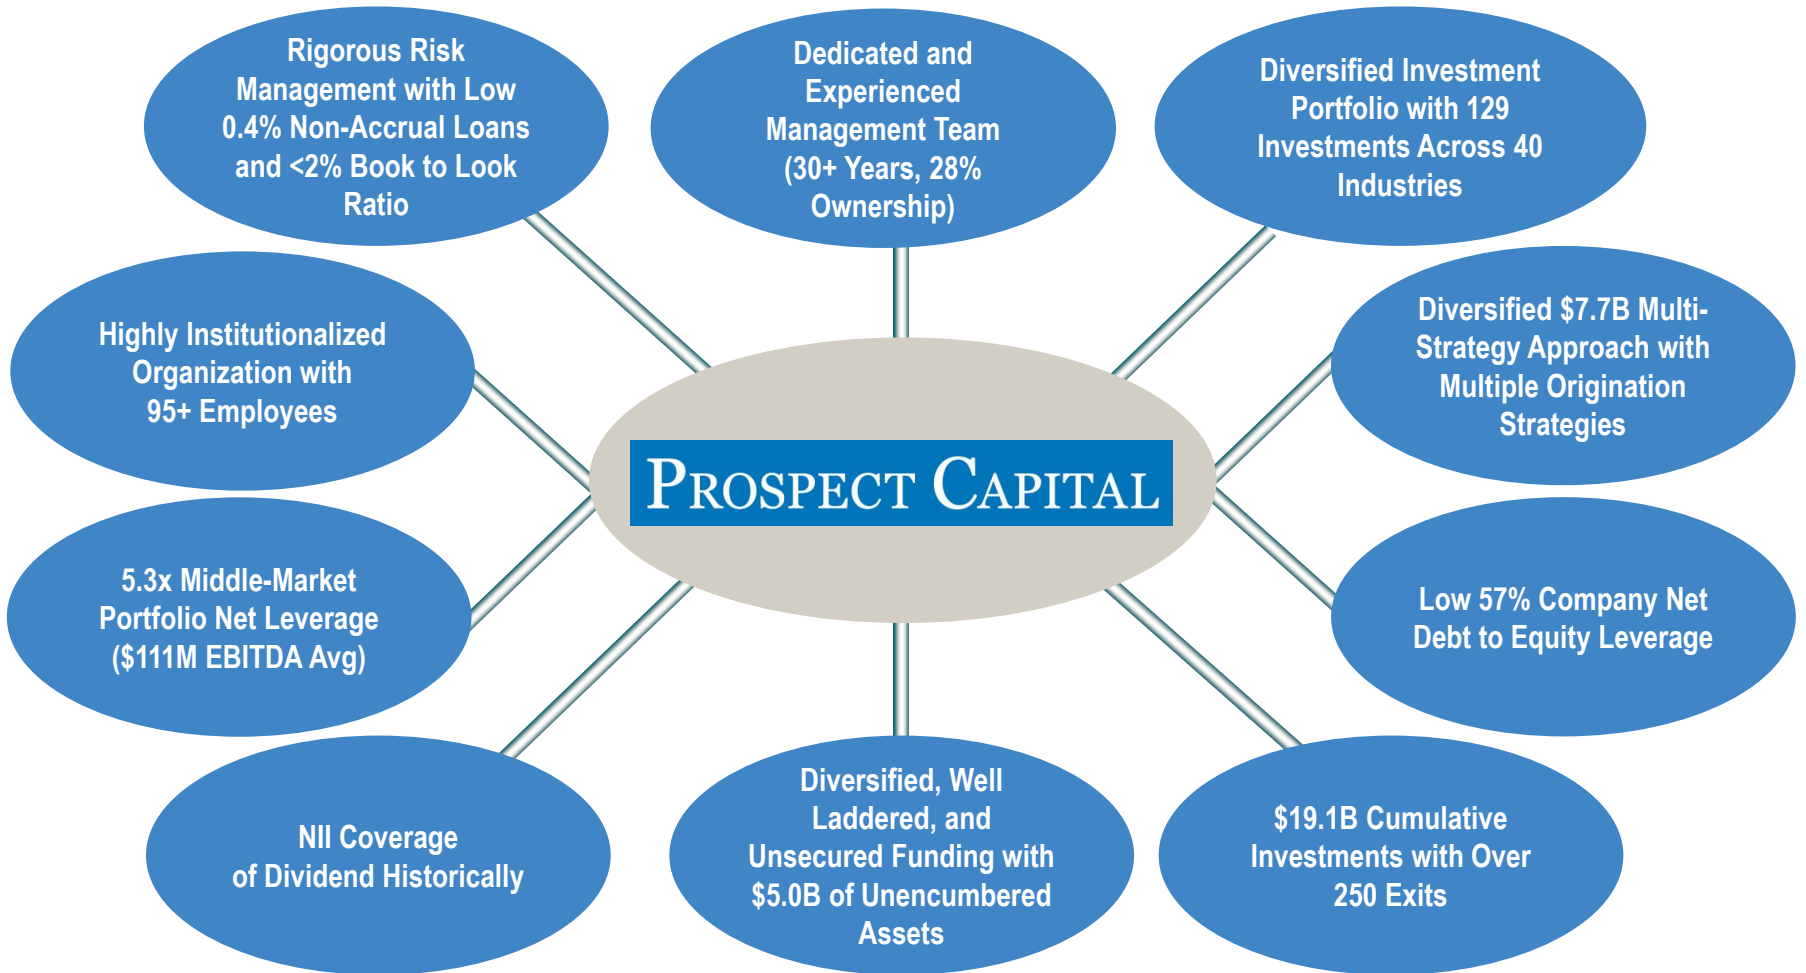 Rigorous Risk
Management with Low
0.4% Non-Accrual Loans
and <2% Book to Look
Ratio
Dedicated and
Experienced
Management Team
(30+ Years, 28%
Ownership)
Diversified Investment
Portfolio with 129
Investments Across 40
Industries
Highly Institutionalized
Organization with
95+ Employees
Diversified $7.7B Multi-
Strategy Approach with
Multiple Origination
Strategies
PROSPECT CAPITAL
5.3x Middle-Market
Portfolio Net Leverage
($111M EBITDA Avg)
Low 57% Company Net
Debt to Equity Leverage
NII Coverage
of Dividend Historically
Diversified, Well
Laddered, and
Unsecured Funding with
$5.0B of Unencumbered
Assets
$19.1B Cumulative
Investments with Over
250 Exits